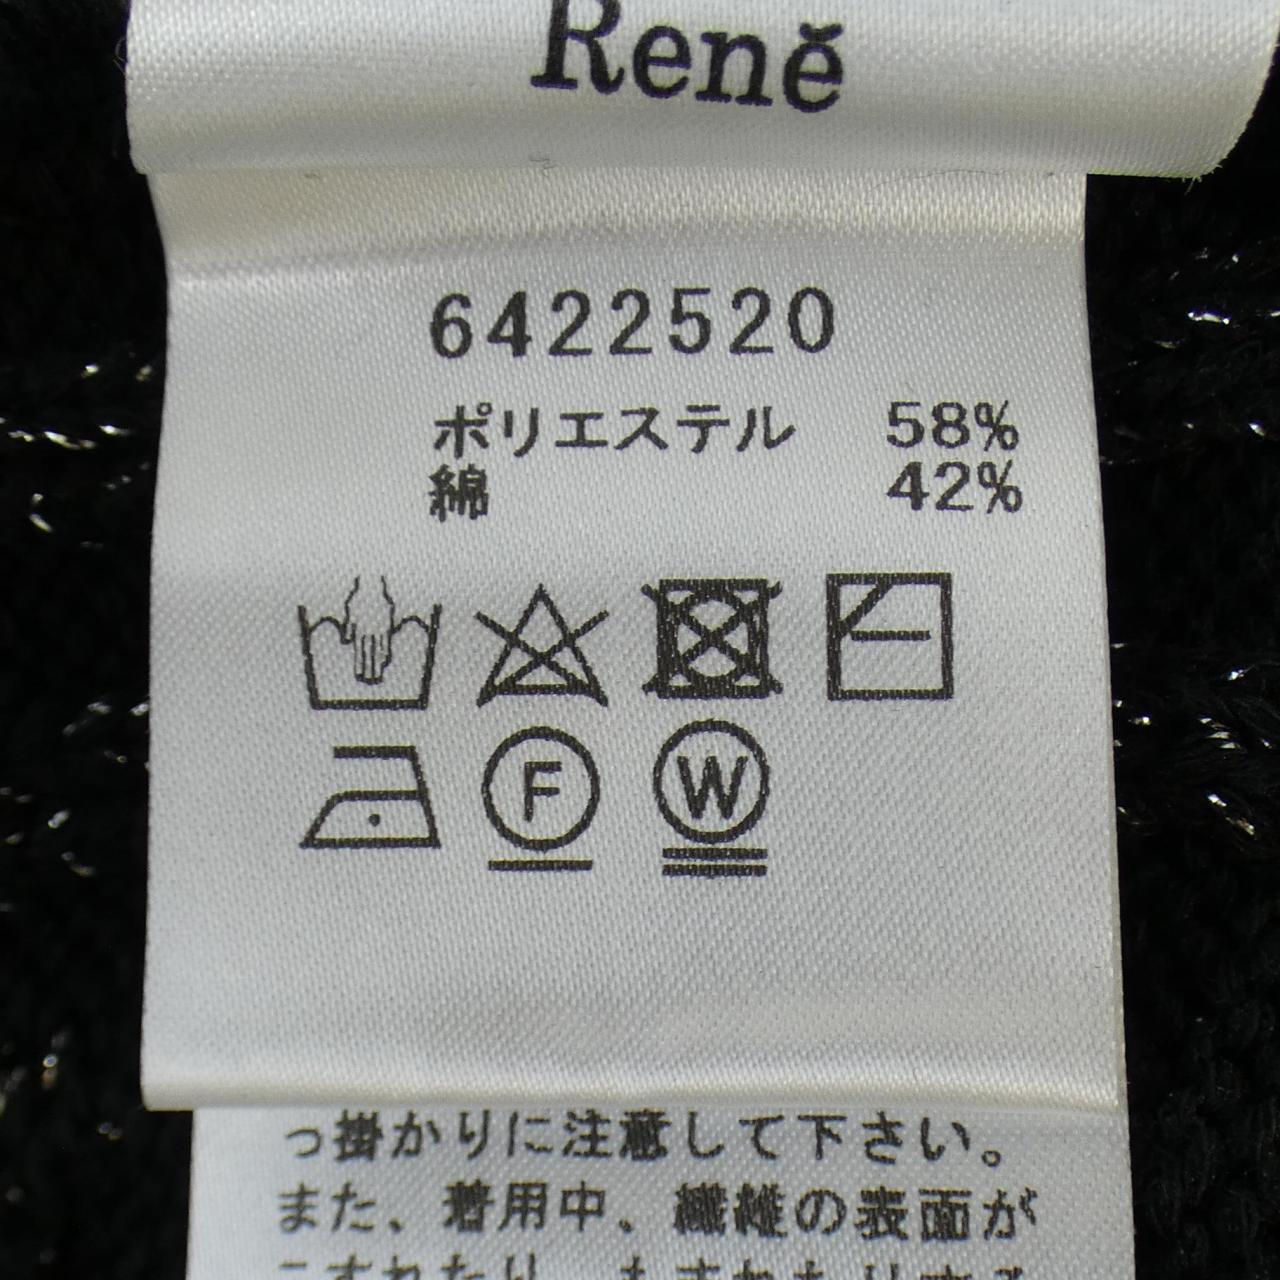 René
6422520
ポリエステル 58%
綿 42%
F W
っ掛かりに注意して下さい。
また、着用中、繊維の表面が